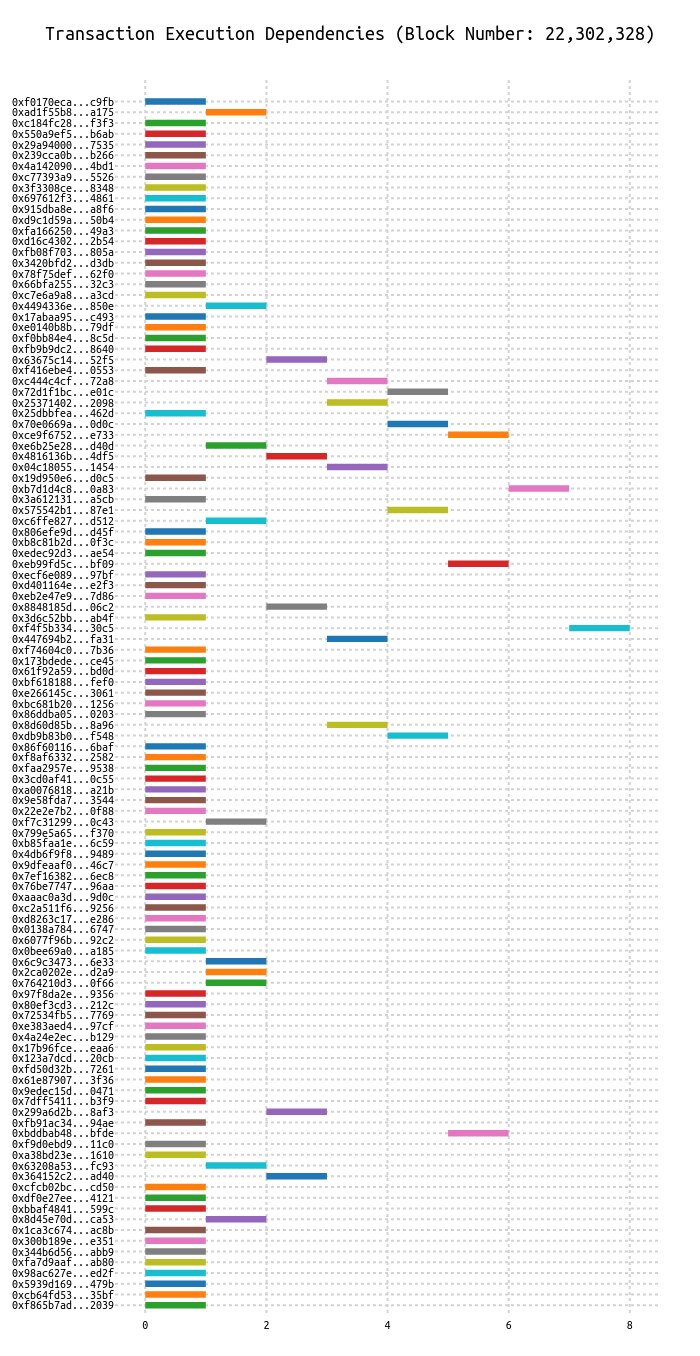 Transaction Execution Dependencies (Block Number: 22,302,328)
0xf0170eca...c9fb
0xad1f55b8...a175
0xc184fc28...f3f3
0x550a9ef5...b6ab
0x29a94000...7535
0x239cca0b...b266
0x4a142090...4bd1
0xc77393a9...5526
0x3f3308ce...8348
0x697612f3...4861
0x915dba8e...a8f6
0xd9c1d59a...50b4
0xfa166250...49a3
0xd16c4302...2b54
0xfb08f703...805a
0x3420bfd2...d3db
0x78f75def...62f0
0x66bfa255...32c3
0xc7e6a9a8...a3cd
0x4494336e...850e
0x17abaa95...c493
0xe0140b8b...79df
0xf0bb84e4...8c5d
0xfb9b9dc2...8640
0x63675c14...52f5
0xf416ebe4...0553
0xc444c4cf...72a8
0x72d1f1bc...e01c
0x25371402...2098
0x25dbbfea...462d
0x70e0669a...0d0c
0xce9f6752...e733
0xe6b25e28...d40d
0x4816136b...4df5
0x04c18055...1454
0x19d950e6...d0c5
0xb7d1d4c8...0a83
0x3a612131...a5cb
0x575542b1...87e1
0xc6ffe827...d512
0x806efe9d...d45f
0xb8c81b2d...0f3c
0xedec92d3...ae54
0xeb99fd5c...bf09
0xecf6e089...97bf
0xd401164e...e2f3
0xeb2e47e9...7d86
0x8848185d...06c2
0x3d6c52bb...ab4f
0xf4f5b334...30c5
0x447694b2...fa31
0xf74604c0...7b36
0x173bdede...ce45
0x61f92a59...bd0d
0xbf618188...fef0
0xe266145c...3061
0xbc681b20...1256
0x86ddba05...0203
0x8d60d85b...8a96
0xdb9b83b0...f548
0x86f60116...6baf
0xf8af6332...2582
0xfaa2957e...9538
0x3cd0af41...0c55
0xa0076818...a21b
0x9e58fda7...3544
0x22e2e7b2...0f88
0xf7c31299...0c43
0x799e5a65...f370
0xb85faa1e...6c59
0x4db6f9f8...9489
0x9dfeaaf0...46c7
0x7ef16382...6ec8
0x76be7747...96aa
0xaaac0a3d...9d0c
0xc2a511f6...9256
0xd8263c17...e286
0x0138a784...6747
0x6077f96b...92c2
0x0bee69a0...a185
0x6c9c3473...6e33
0x2ca0202e...d2a9
0x764210d3...0f66
0x97f8da2e...9356
0x80ef3cd3...212c
0x72534fb5...7769
0xe383aed4...97cf
0x4a24e2ec...b129
0x17b96fce...eaa6
0x123a7dcd...20cb
0xfd50d32b...7261
0x61e87907...3f36
0x9edec15d...0471
0x7dff5411...b3f9
0x299a6d2b...8af3
0xfb91ac34...94ae
0xbddbab48...bfde
0xf9d0ebd9...11c0
0xa38bd23e...1610
0x63208a53...fc93
0x364152c2...ad40
0xcfcb02bc...cd50
0xdf0e27ee...4121
0xbbaf4841...599c
0x8d45e70d...ca53
0x1ca3c674...ac8b
0x300b189e...e351
0x344b6d56...abb9
0xfa7d9aaf...ab80
0x98ac627e...ed2f
0x5939d169...479b
0xcb64fd53...35bf
0xf865b7ad...2039
0 2 4 6 8